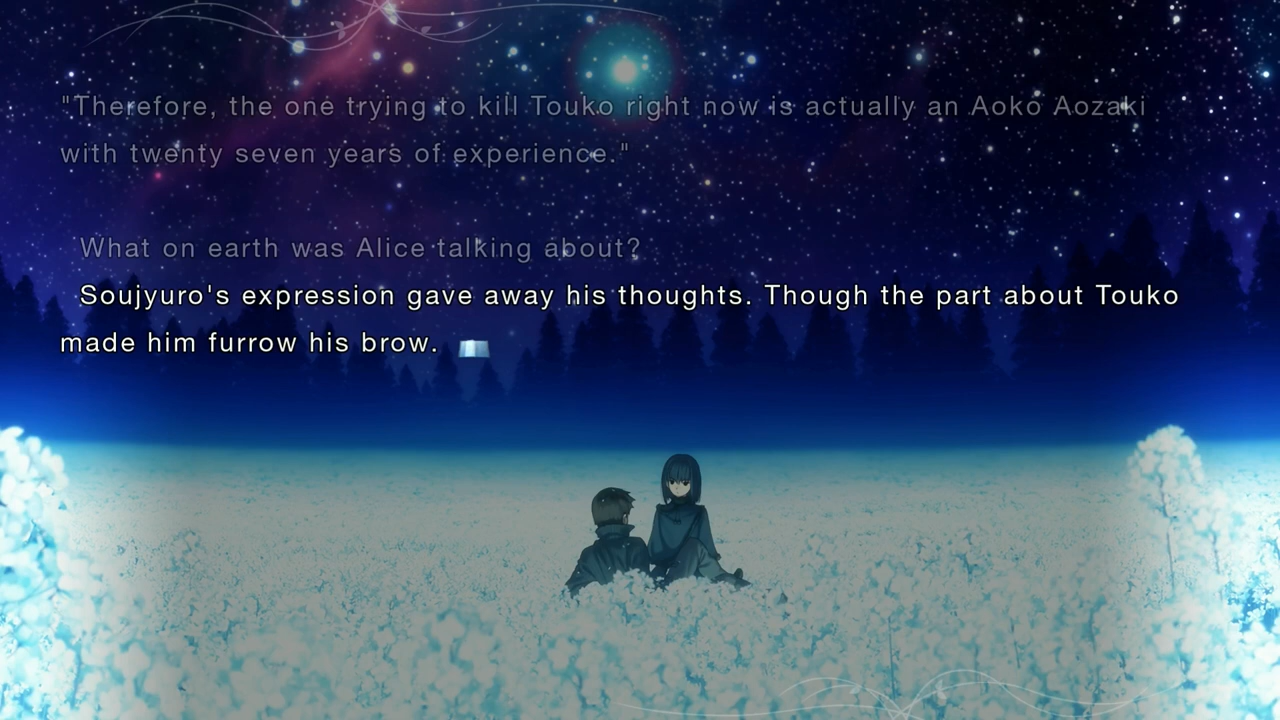 "Therefore, the one trying to kill Touko right now is actually an Aoko Aozaki
with twenty seven years of experience."
What on earth was Alice talking about?
Soujyuro's expression gave away his thoughts. Though the part about Touko
made him furrow his brow.